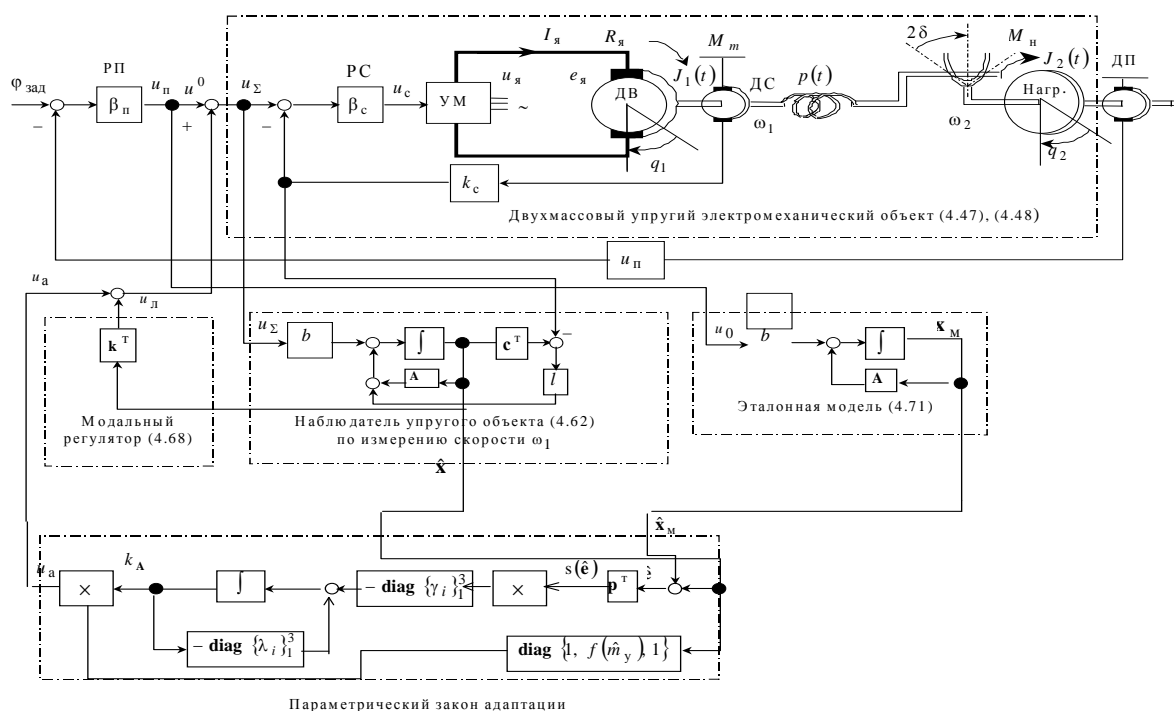 φ зад
РП
β п
u п
u⁰
u Σ
−
+
−
РС
β с
u с
УМ
I я
R я
u я
~
e я
ДВ
q 1
M m
J 1 (t)
ДС
ω 1
p(t)
2δ
M н
J 2 (t)
ω 2
Нагр.
q 2
ДП
k с
Двухмассовый упругий электромеханический объект (4.47), (4.48)
u п
u а
u л
k т
Модальный
регулятор (4.68)
u Σ
b
∫
c т
−
A
l
Наблюдатель упругого объекта (4.62)
по измерению скорости ω1
x̂
u 0
b
∫
x м
A
Эталонная модель (4.71)
x̂ м
u а
×
k A
∫
− diag {γ i } 3 1
×
s(ê)
p т
ê
− diag {λ i } 3 1
diag {1, f(m̂ у), 1}
Параметрический закон адаптации